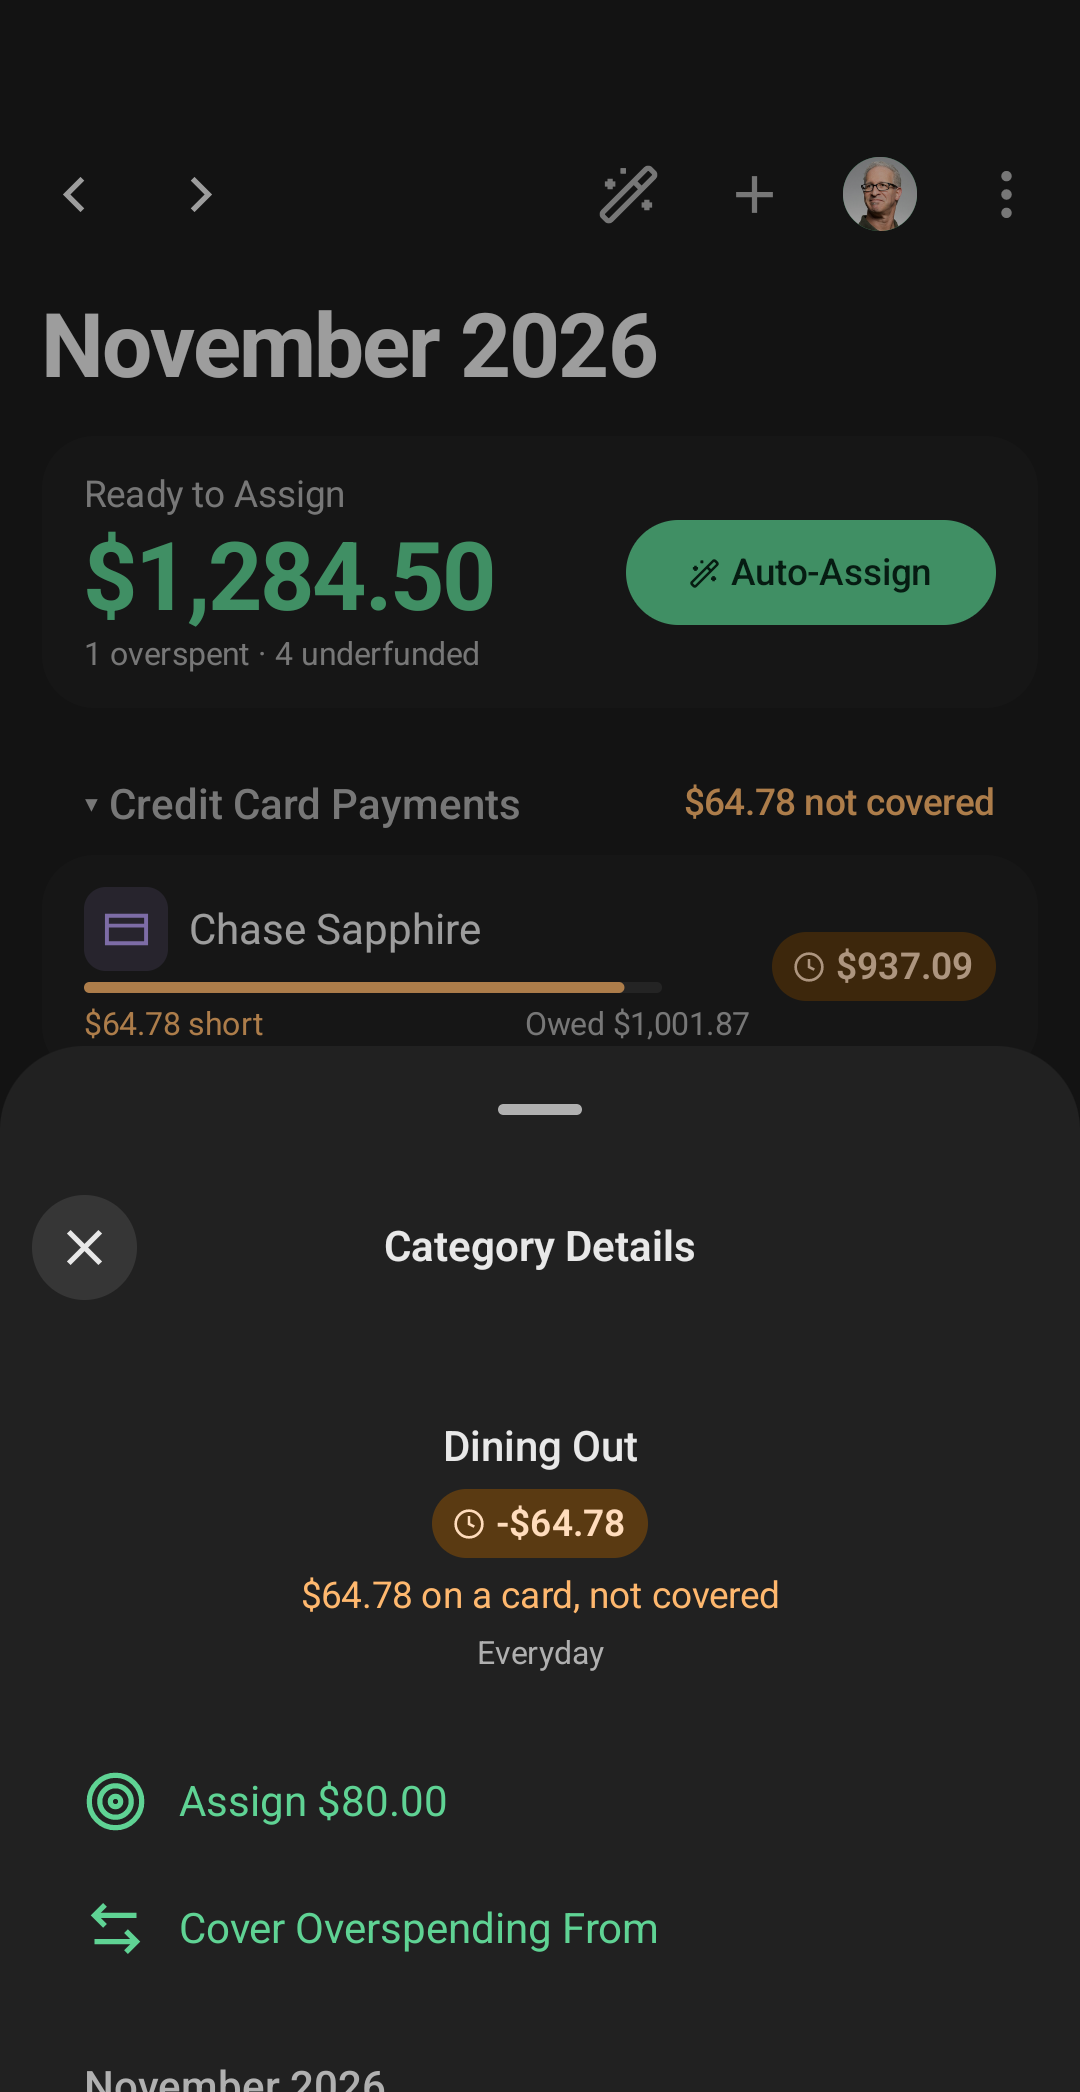 November 2026
Ready to Assign
$1,284.50
Auto-Assign
1 overspent · 4 underfunded
Credit Card Payments
$64.78 not covered
Chase Sapphire
$937.09
$64.78 short
Owed $1,001.87
Category Details
Dining Out
-$64.78
$64.78 on a card, not covered
Everyday
Assign $80.00
Cover Overspending From
November 2026